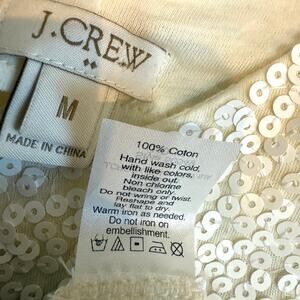 J.CREW
M
MADE IN CHINA
100% Coton
Hand wash cold,
with like colors,
inside out.
Non chlorine
bleach only.
Do not wring or twist.
Reshape and
lay flat to dry.
Warm iron as needed.
Do not iron on
embellishment.